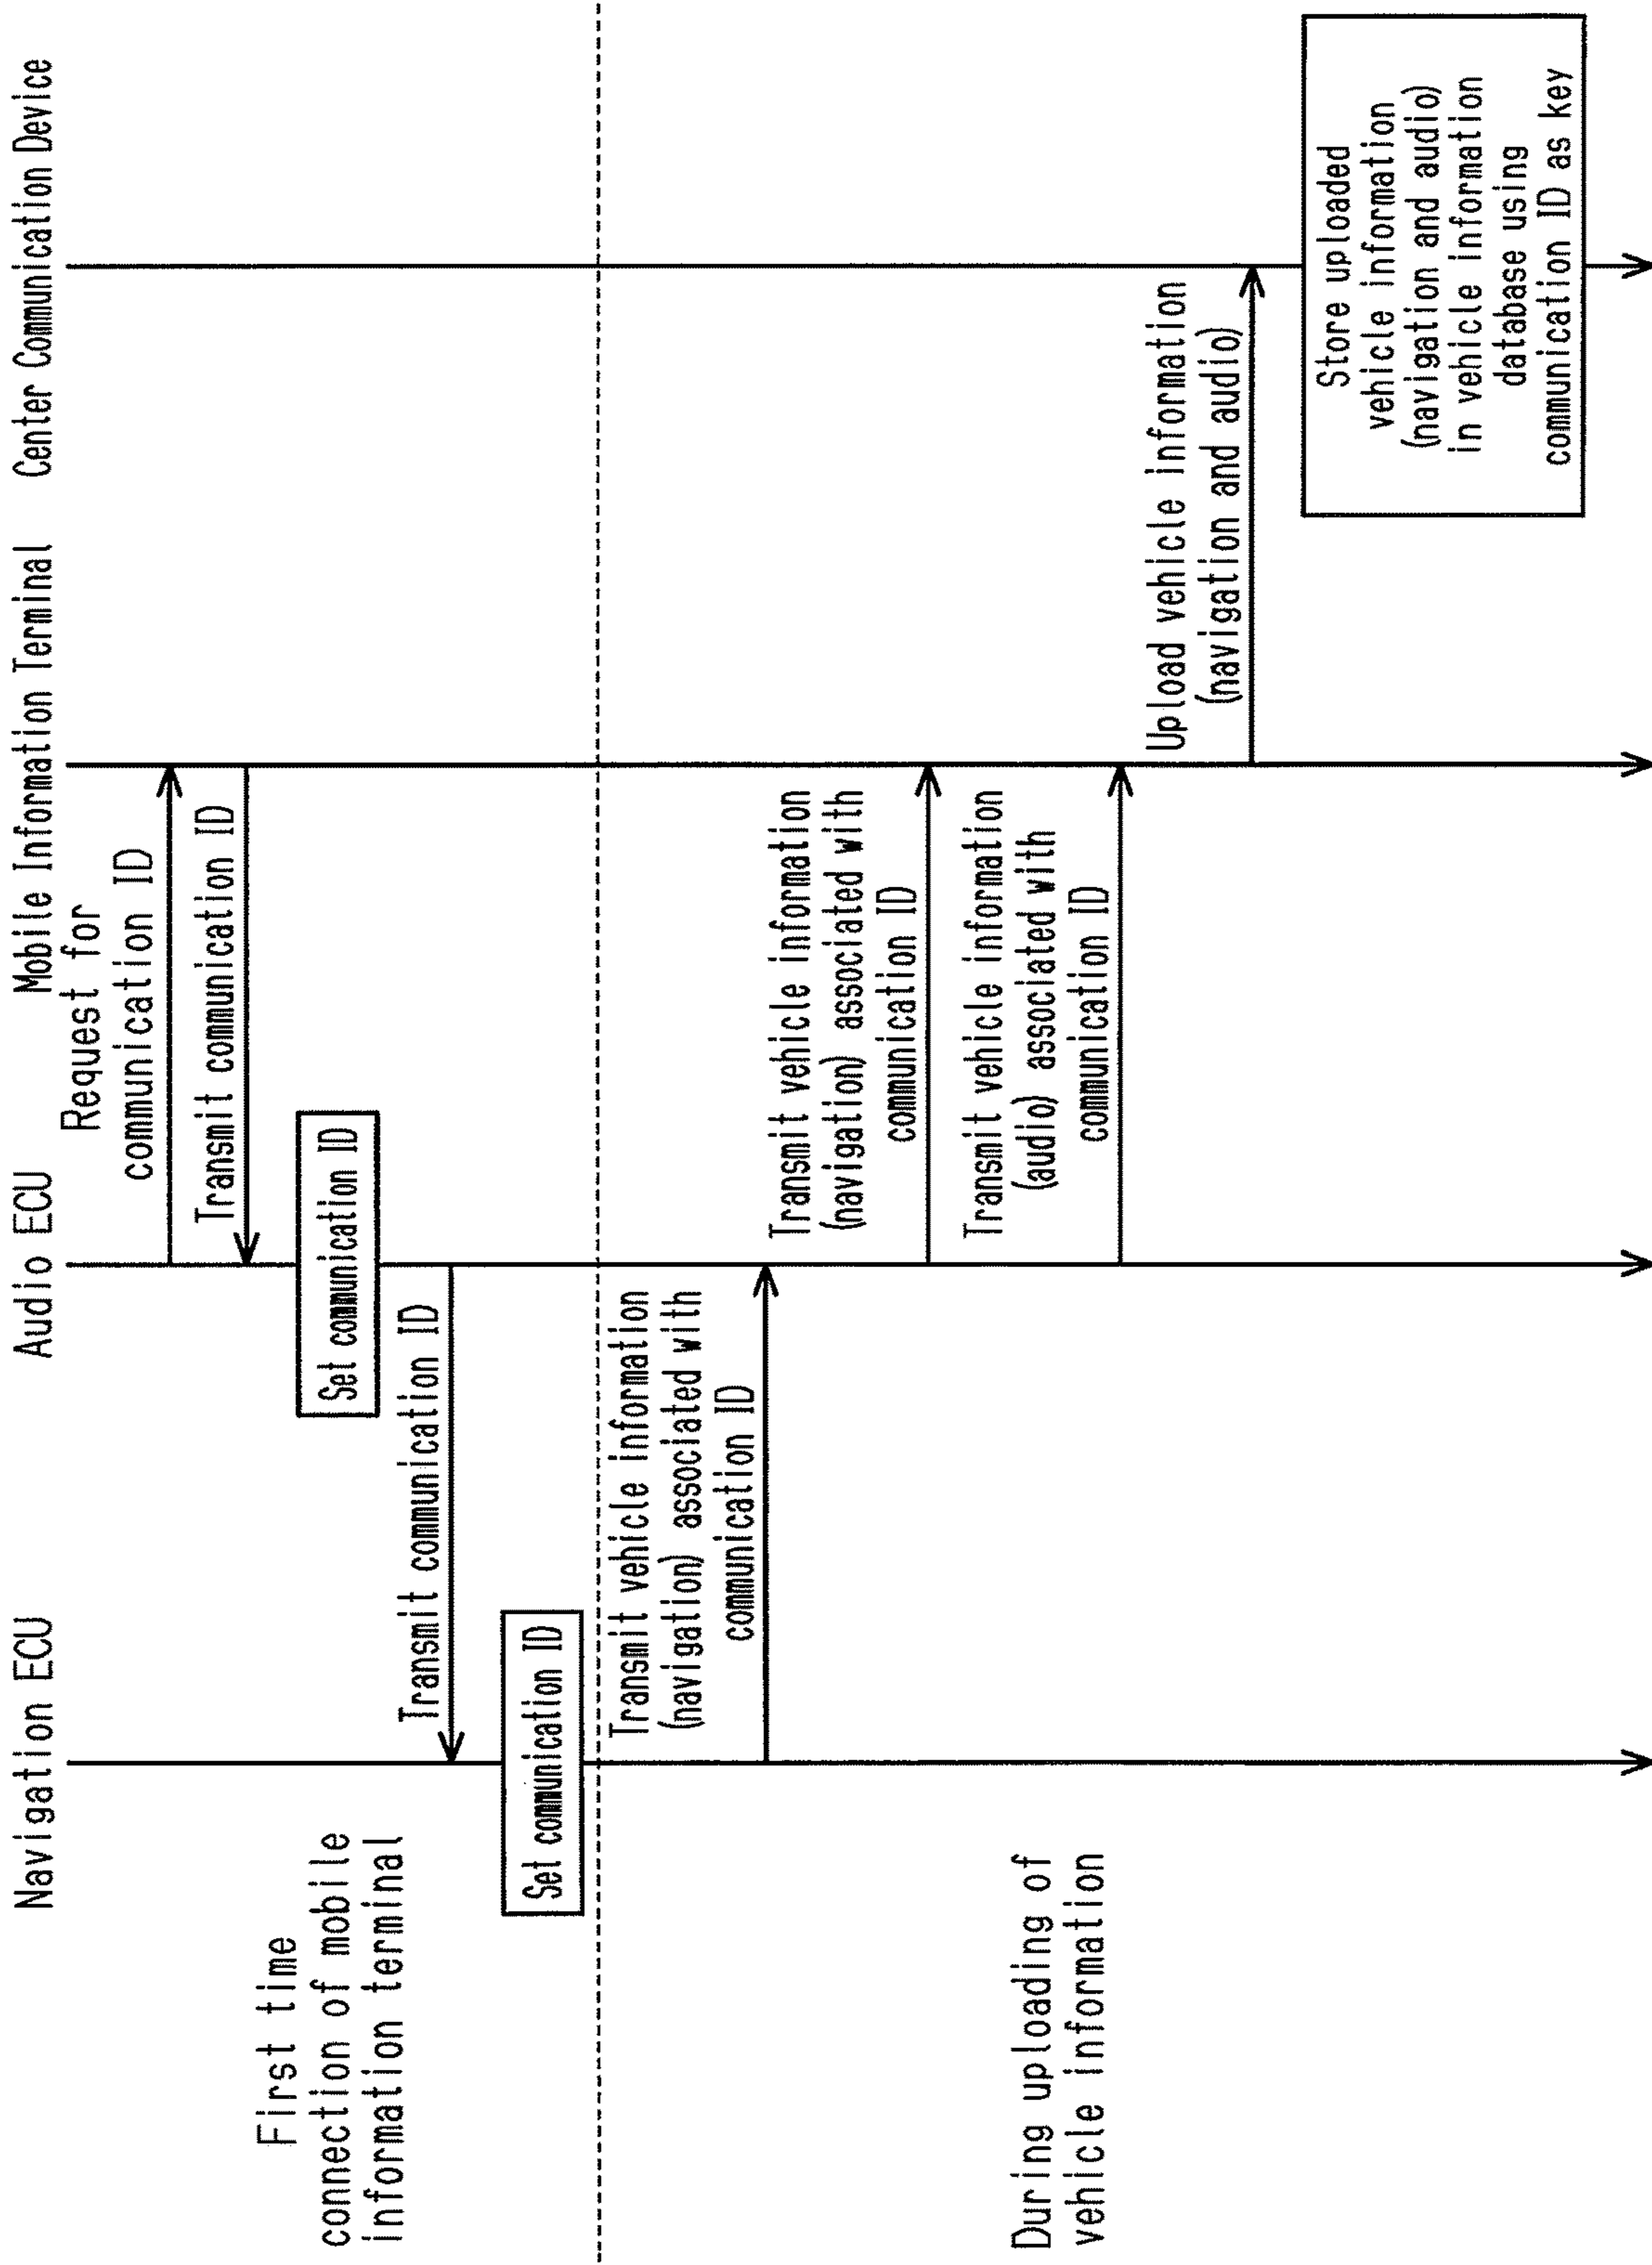 Navigation ECU
Audio ECU
Mobile Information Terminal
Center Communication Device
First time
connection of mobile
information terminal
Request for
communication ID
Transmit communication ID
Set communication ID
Transmit communication ID
Set communication ID
During uploading of
vehicle information
Transmit vehicle information
(navigation) associated with
communication ID
Transmit vehicle information
(navigation) associated with
communication ID
Transmit vehicle information
(audio) associated with
communication ID
Upload vehicle information
(navigation and audio)
Store uploaded
vehicle information
(navigation and audio)
in vehicle information
database using
communication ID as key